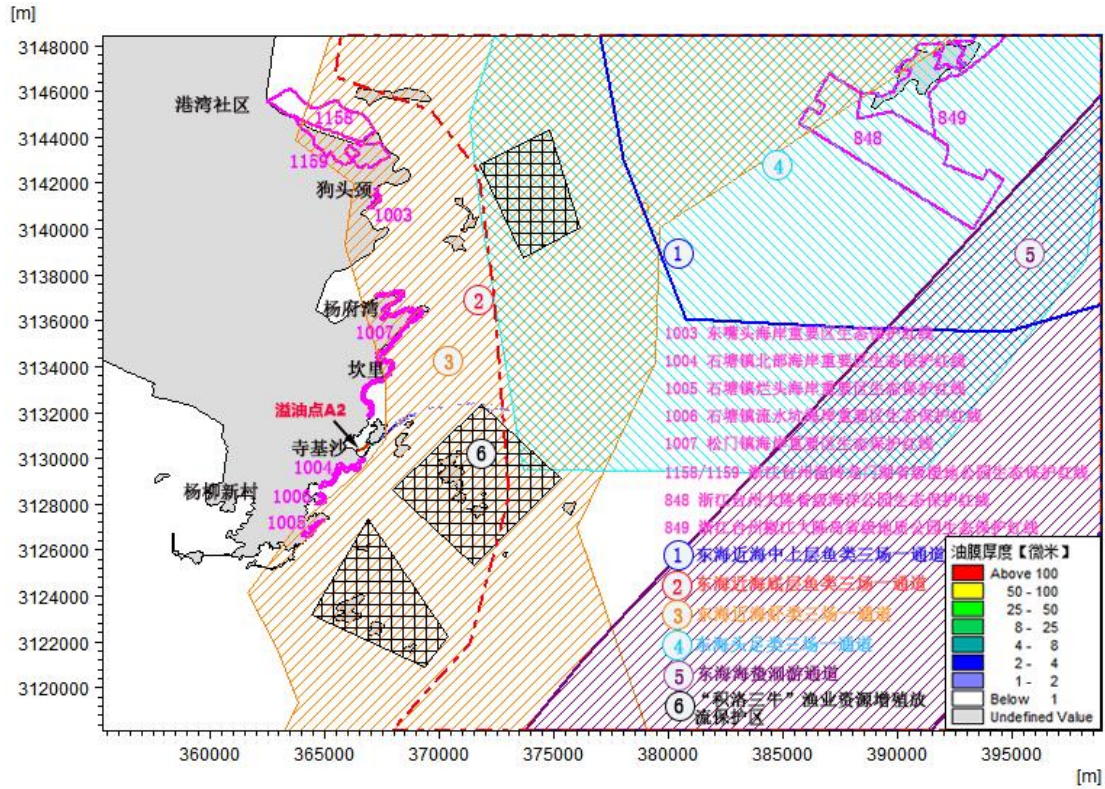 [m]
3148000
3146000
3144000
3142000
3140000
3138000
3136000
3134000
3132000
3130000
3128000
3126000
3124000
3122000
3120000
港湾社区
1158
1159
狗头颈
1003
杨府湾
1007
坎里
溢油点A2
寺基沙
1004
杨柳新村
1006
1005
848
849
4
1
5
2
3
6
1003 东嘴头海岸重要区生态保护红线
1004 石塘镇北部海岸重要区生态保护红线
1005 石塘镇烂头海岸重要区生态保护红线
1006 石塘镇流水坑海岸重要区生态保护红线
1007 松门镇海岸重要区生态保护红线
1158/1159 浙江台州温岭龙门湖省级湿地公园生态保护红线
848 浙江台州大陈省级海洋公园生态保护红线
849 浙江台州椒江大陈岛省级地质公园生态保护红线
1 东海近海中上层鱼类三场一通道
2 东海近海底层鱼类三场一通道
3 东海近海虾类三场一通道
4 东海头足类三场一通道
5 东海海蜇洄游通道
6 “积洛三牛”渔业资源增殖放
流保护区
油膜厚度【微米】
Above 100
50 - 100
25 - 50
8 - 25
4 - 8
2 - 4
1 - 2
Below 1
Undefined Value
360000
365000
370000
375000
380000
385000
390000
395000
[m]